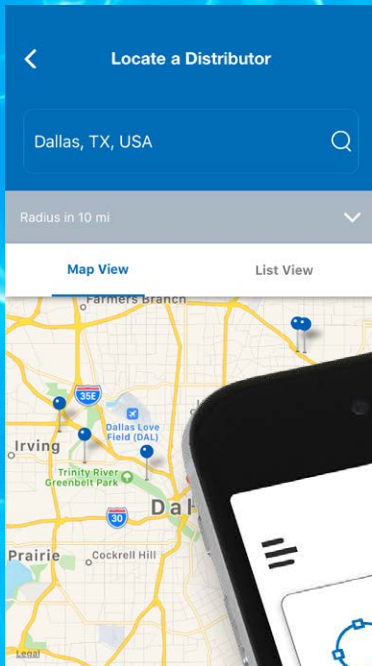 Locate a Distributor
Dallas, TX, USA
Radius in 10 mi
Map View
List View
Farmers Branch
35E
Dallas Love
Field (DAL)
Irving
Trinity River
Greenbelt Park
30
Dal
Prairie
Cockrell Hill
Legal